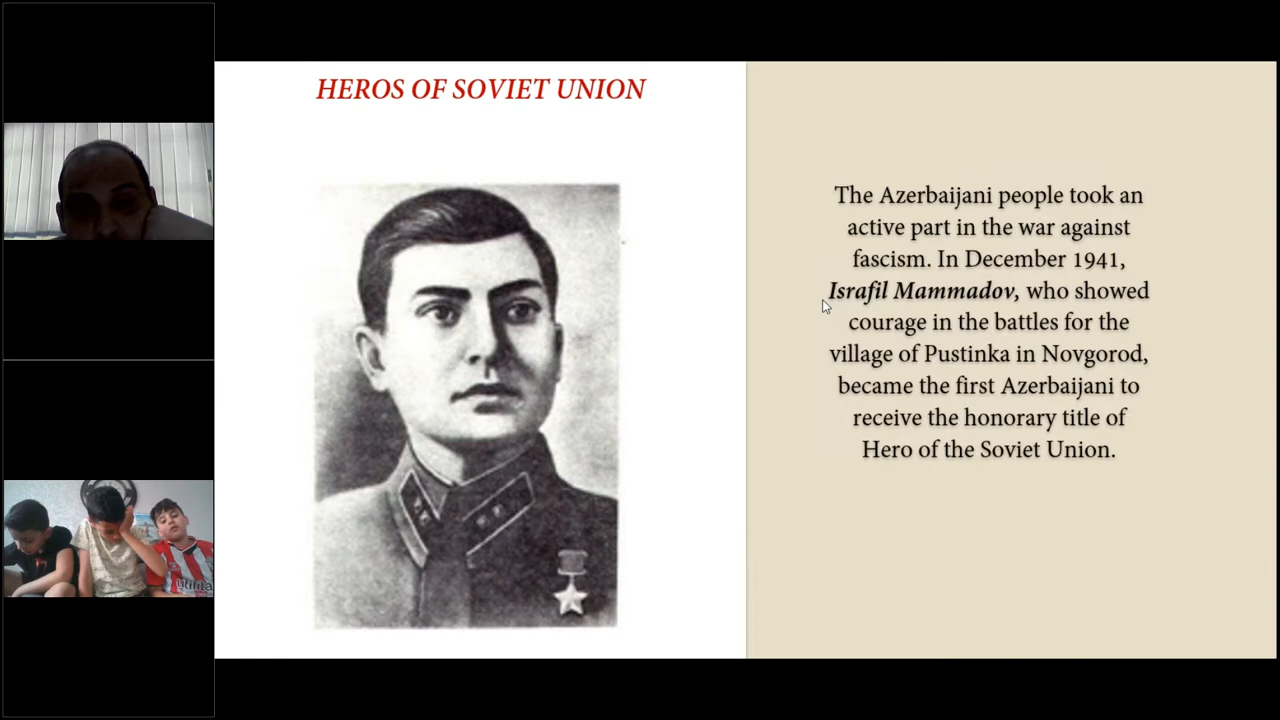 HEROS OF SOVIET UNION
The Azerbaijani people took an
active part in the war against
fascism. In December 1941,
Israfil Mammadov, who showed
courage in the battles for the
village of Pustinka in Novgorod,
became the first Azerbaijani to
receive the honorary title of
Hero of the Soviet Union.
utilita